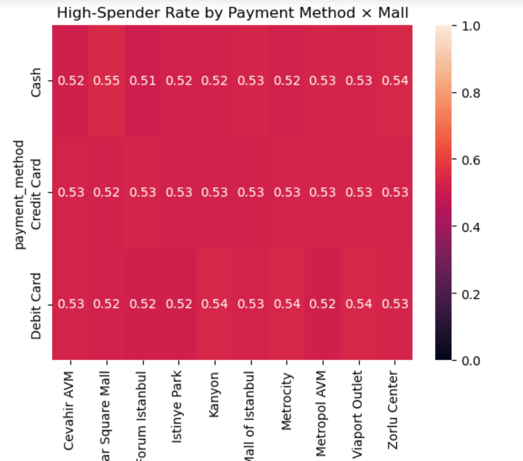 High-Spender Rate by Payment Method × Mall
payment_method
Cash
0.52 0.55 0.51 0.52 0.52 0.53 0.52 0.53 0.53 0.54
Credit Card
0.53 0.52 0.53 0.53 0.53 0.53 0.53 0.53 0.53 0.53
Debit Card
0.53 0.52 0.52 0.52 0.54 0.53 0.54 0.52 0.54 0.53
Cevahir AVM
ar Square Mall
Forum Istanbul
Istinye Park
Kanyon
Mall of Istanbul
Metrocity
Metropol AVM
Viaport Outlet
Zorlu Center
1.0
0.8
0.6
0.4
0.2
0.0